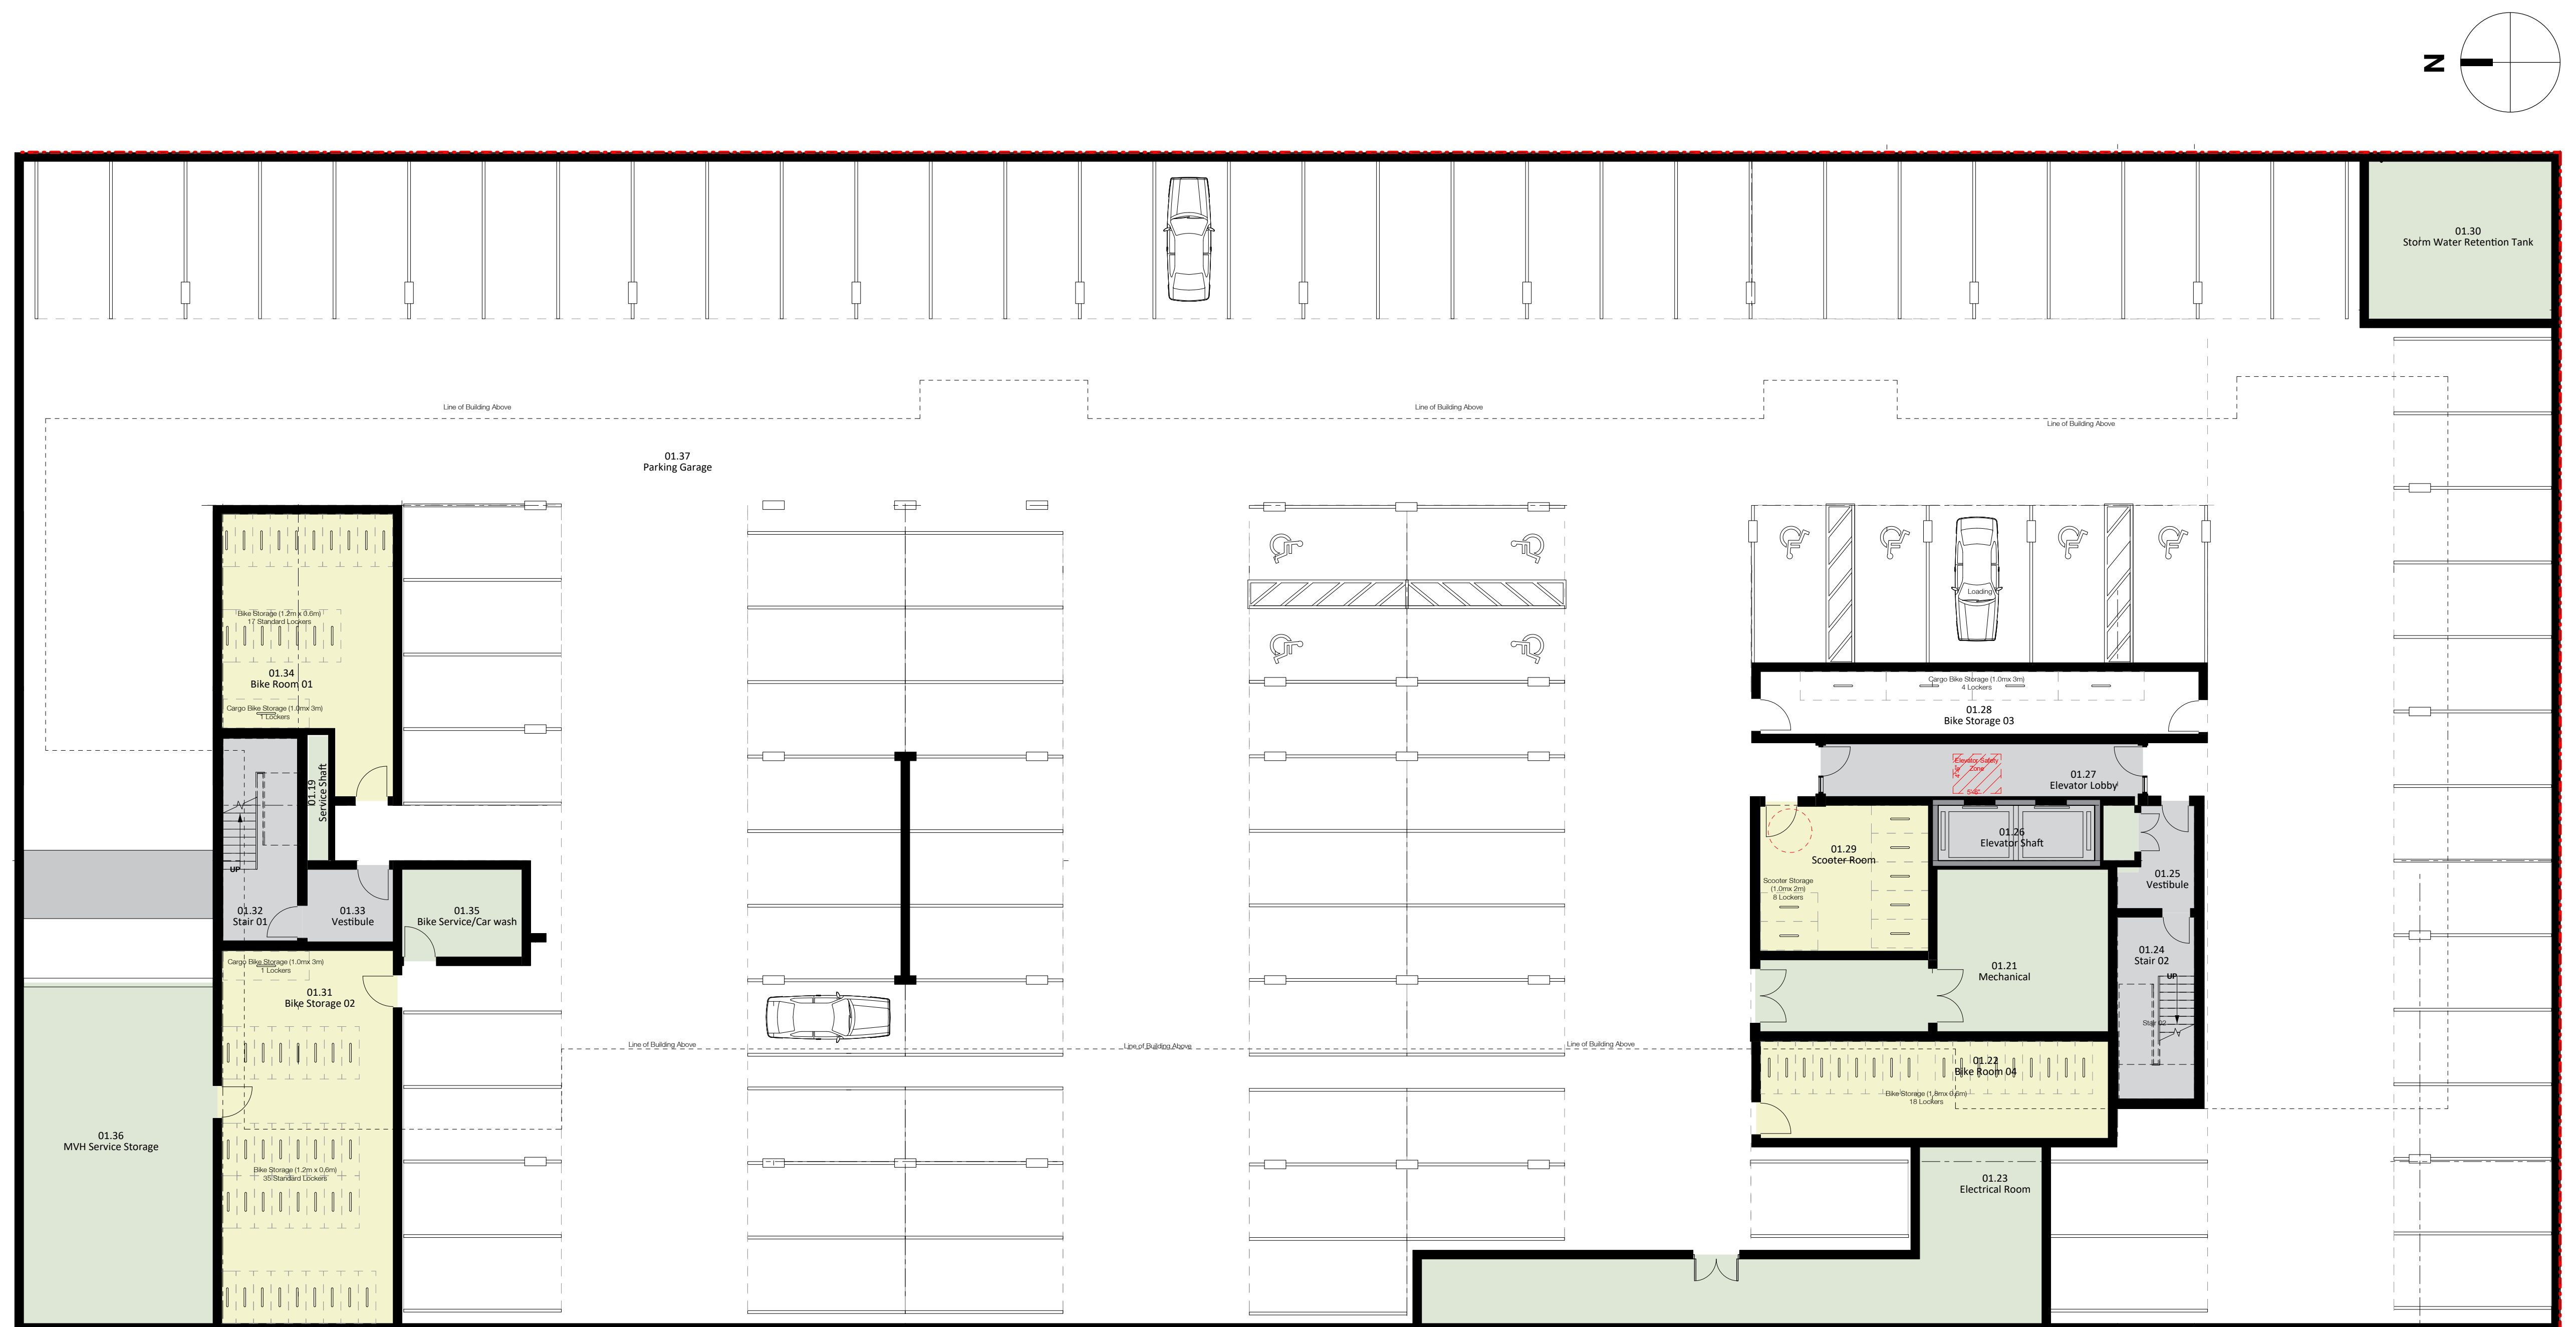 N
01.30
Storm Water Retention Tank
Line of Building Above
Line of Building Above
Line of Building Above
01.37
Parking Garage
Loading
Bike Storage (1.2m x 0.6m)
17 Standard Lockers
01.34
Bike Room 01
Cargo Bike Storage (1.0mx 3m)
1 Lockers
Cargo Bike Storage (1.0mx 3m)
4 Lockers
01.28
Bike Storage 03
01.19
Service Shaft
Elevator Safety
Zone
5'-6"
01.27
Elevator Lobby
01.26
Elevator Shaft
01.29
Scooter Room
Scooter Storage
(1.0mx 2m)
8 Lockers
01.25
Vestibule
UP
01.32
Stair 01
01.33
Vestibule
01.35
Bike Service/Car wash
01.24
Stair 02
UP
Stair 02
01.21
Mechanical
Cargo Bike Storage (1.0mx 3m)
1 Lockers
01.31
Bike Storage 02
Line of Building Above
Line of Building Above
Line of Building Above
01.22
Bike Room 04
Bike Storage (1.8mx 0.6m)
18 Lockers
01.36
MVH Service Storage
Bike Storage (1.2m x 0.6m)
35 Standard Lockers
01.23
Electrical Room